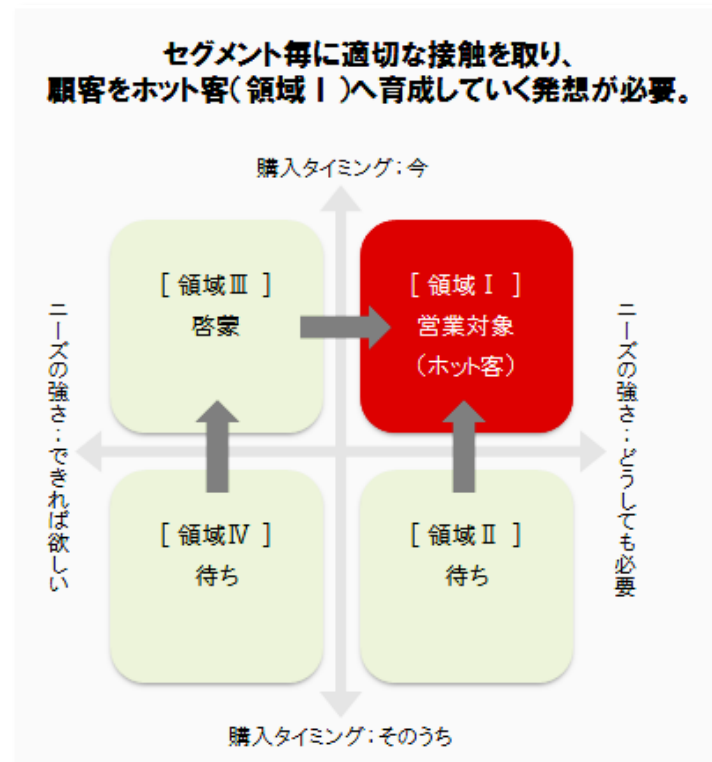 セグメント毎に適切な接触を取り、
顧客をホット客(領域Ⅰ)へ育成していく発想が必要。
購入タイミング:今
[ 領域Ⅲ ]
啓蒙
[ 領域Ⅰ ]
営業対象
(ホット客)
ニーズの強さ:できれば欲しい
ニーズの強さ:どうしても必要
[ 領域Ⅳ ]
待ち
[ 領域Ⅱ ]
待ち
購入タイミング:そのうち